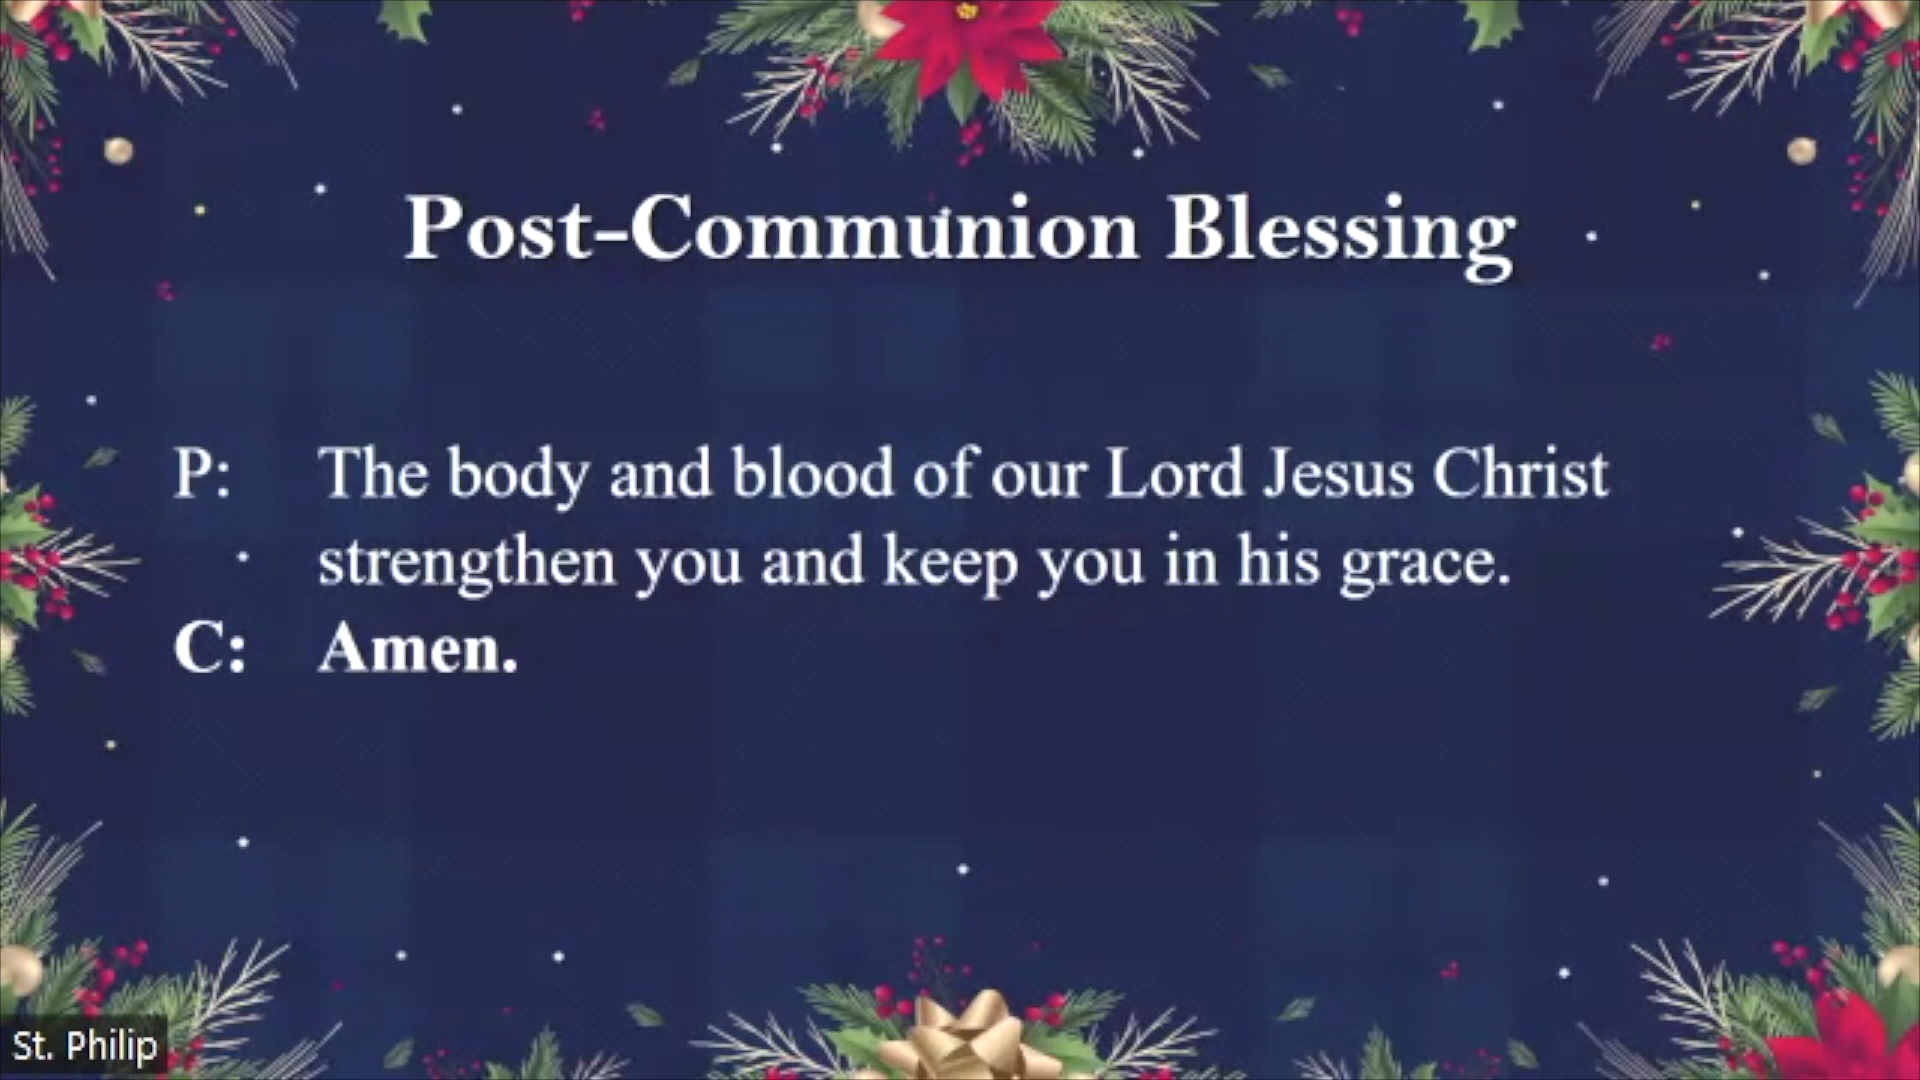 Post-Communion Blessing
P: The body and blood of our Lord Jesus Christ
strengthen you and keep you in his grace.
C: Amen.
St. Philip